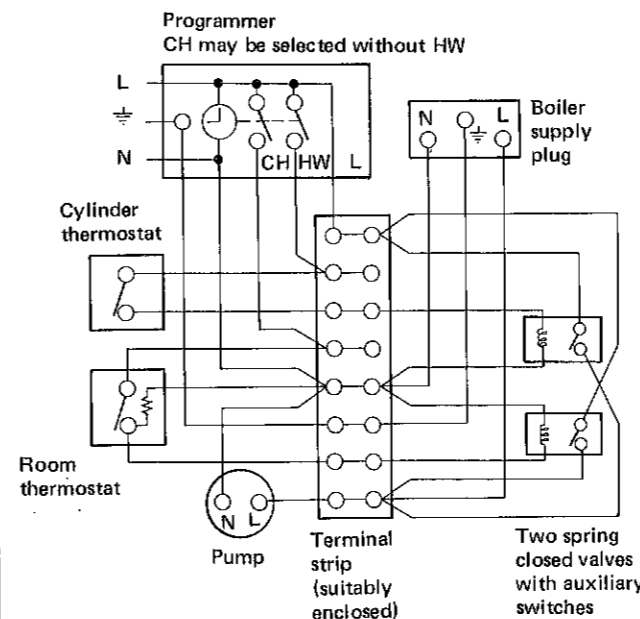 Programmer
CH may be selected without HW
L
N
CH HW L
N L
Boiler
supply
plug
Cylinder
thermostat
Room
thermostat
N L
Pump
Terminal
strip
(suitably
enclosed)
Two spring
closed valves
with auxiliary
switches